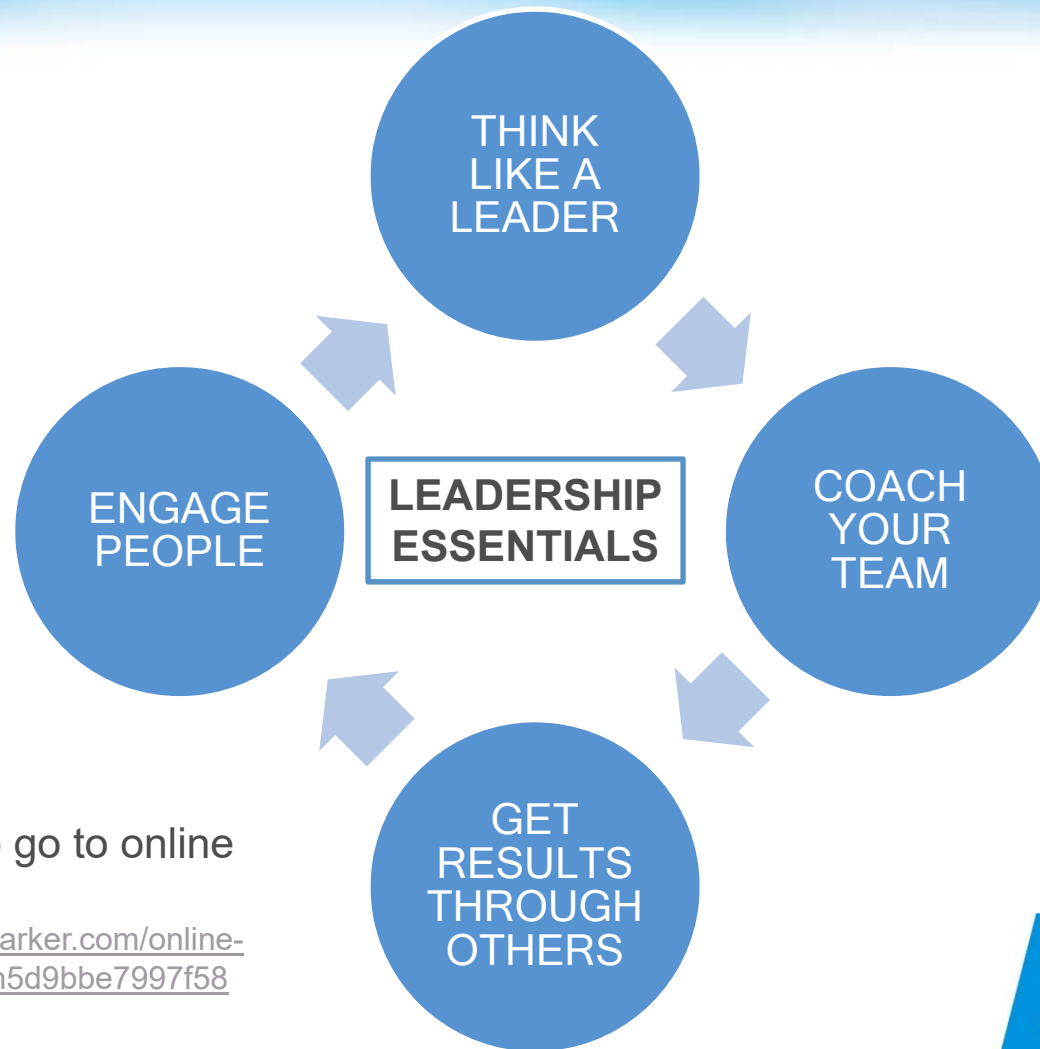 THINK
LIKE A
LEADER
ENGAGE
PEOPLE
LEADERSHIP
ESSENTIALS
COACH
YOUR
TEAM
GET
RESULTS
THROUGH
OTHERS
go to online
arker.com/online-
5d9bbe7997f58